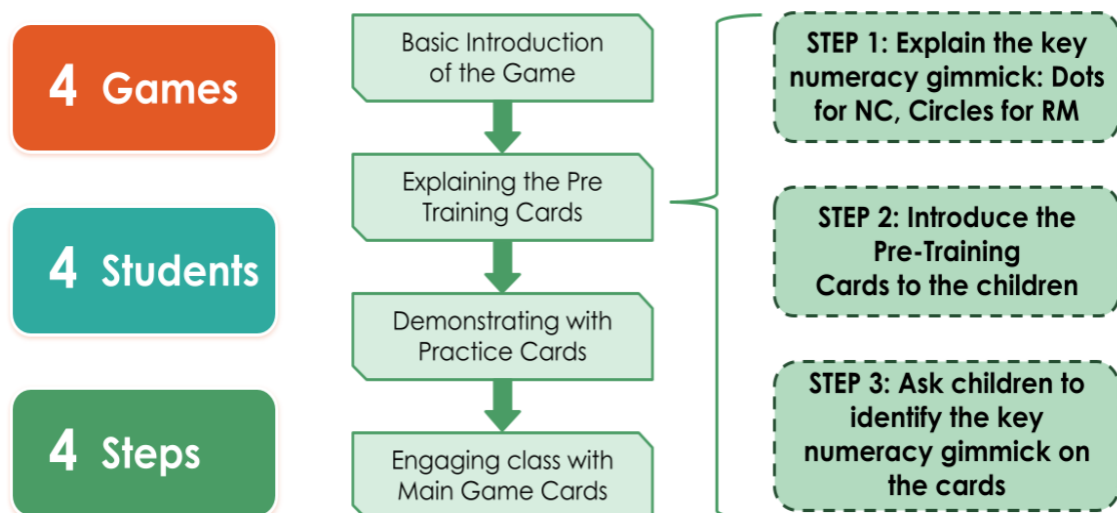 4 Games
4 Students
4 Steps
Basic Introduction
of the Game
Explaining the Pre
Training Cards
Demonstrating with
Practice Cards
Engaging class with
Main Game Cards
STEP 1: Explain the key
numeracy gimmick: Dots
for NC, Circles for RM
STEP 2: Introduce the
Pre-Training
Cards to the children
STEP 3: Ask children to
identify the key
numeracy gimmick on
the cards